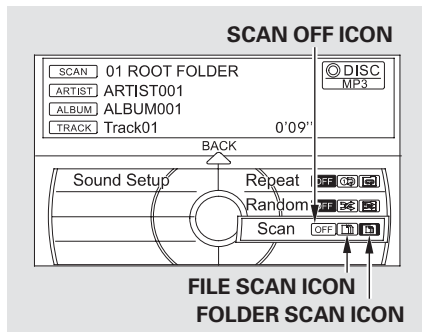 SCAN OFF ICON
SCAN 01 ROOT FOLDER
DISC
MP3
ARTIST ARTIST001
ALBUM ALBUM001
TRACK Track01 0'09"
BACK
Sound Setup
Repeat OFF
Random OFF
Scan OFF
FILE SCAN ICON
FOLDER SCAN ICON